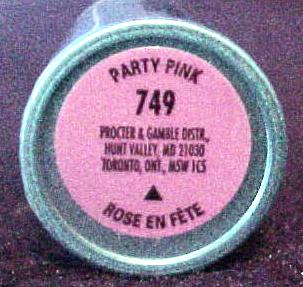 PARTY PINK
749
PROCTER & GAMBLE DISTR.,
HUNT VALLEY, MD 21030
TORONTO, ONT., M5W 1C5
ROSE EN FÊTE